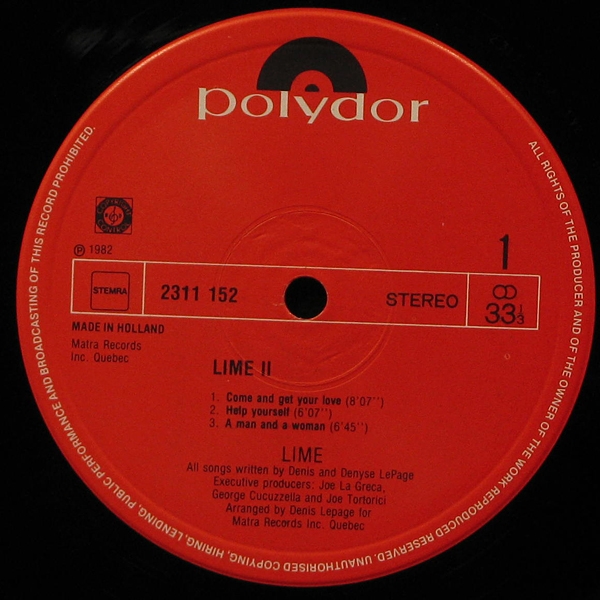 polydor
℗ 1982
1
STEMRA
2311 152
STEREO
33⅓
MADE IN HOLLAND
Matra Records
Inc. Quebec
LIME II
1. Come and get your love (8'07'')
2. Help yourself (6'07'')
3. A man and a woman (6'45'')
LIME
All songs written by Denis and Denyse LePage
Executive producers: Joe La Greca,
George Cucuzzella and Joe Tortorici
Arranged by Denis Lepage for
Matra Records Inc. Quebec
ALL RIGHTS OF THE PRODUCER AND OF THE OWNER OF THE WORK REPRODUCED RESERVED. UNAUTHORISED COPYING, HIRING, LENDING, PUBLIC PERFORMANCE AND BROADCASTING OF THIS RECORD PROHIBITED.